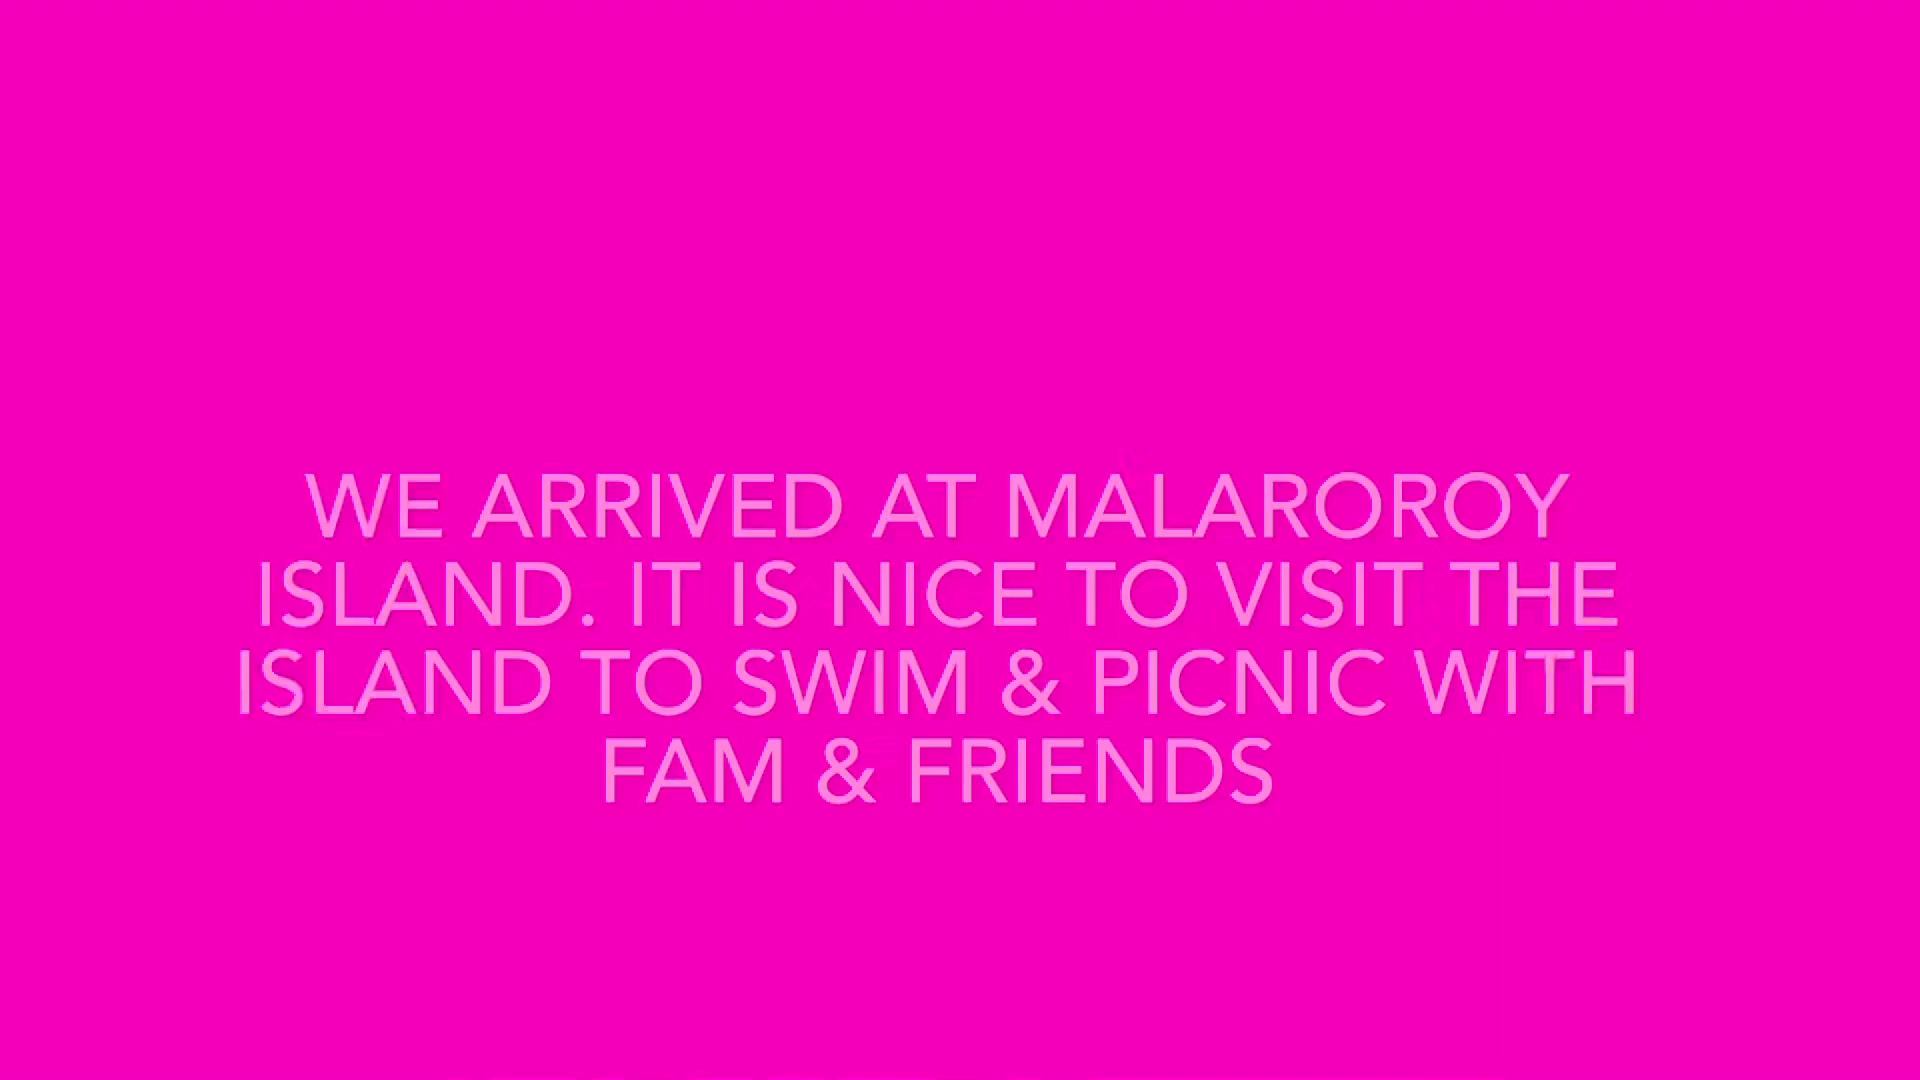 WE ARRIVED AT MALAROROY
ISLAND. IT IS NICE TO VISIT THE
ISLAND TO SWIM & PICNIC WITH
FAM & FRIENDS